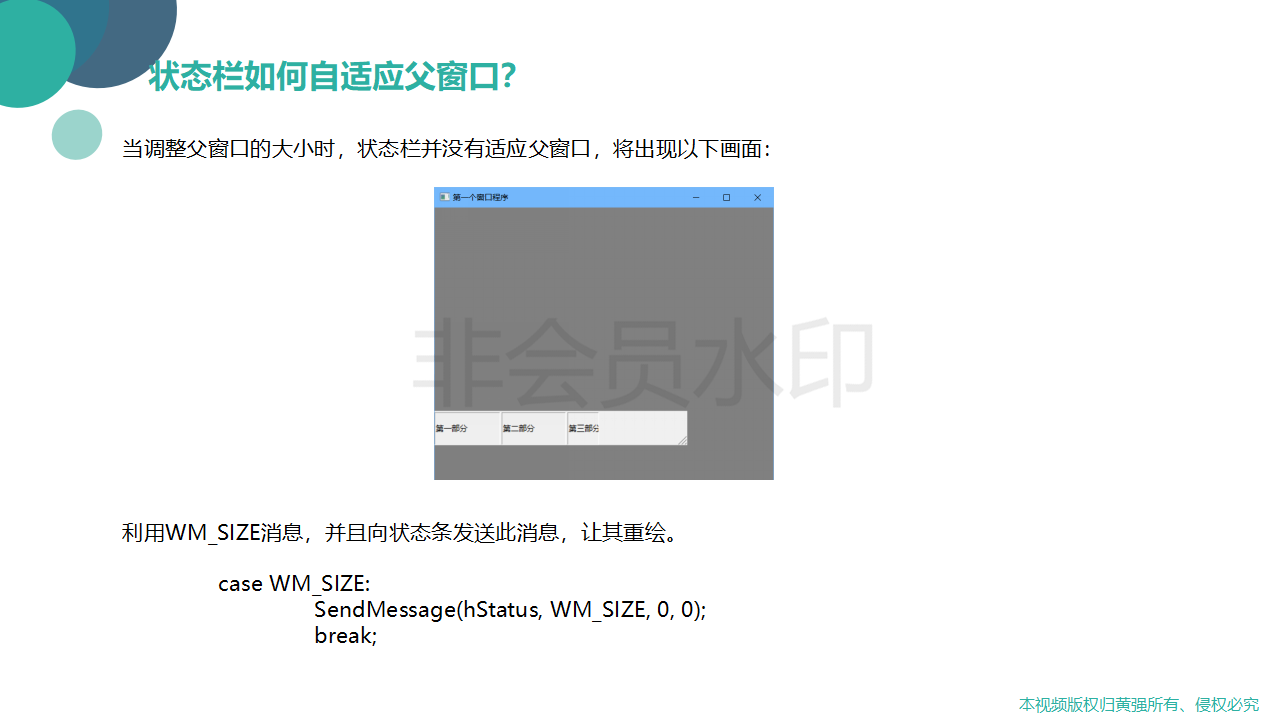 状态栏如何自适应父窗口？
当调整父窗口的大小时，状态栏并没有适应父窗口，将出现以下画面：
第一个窗口程序
非会员水印
第一部分 第二部分 第三部分
利用WM_SIZE消息，并且向状态条发送此消息，让其重绘。
case WM_SIZE:
SendMessage(hStatus, WM_SIZE, 0, 0);
break;
本视频版权归黄强所有、侵权必究